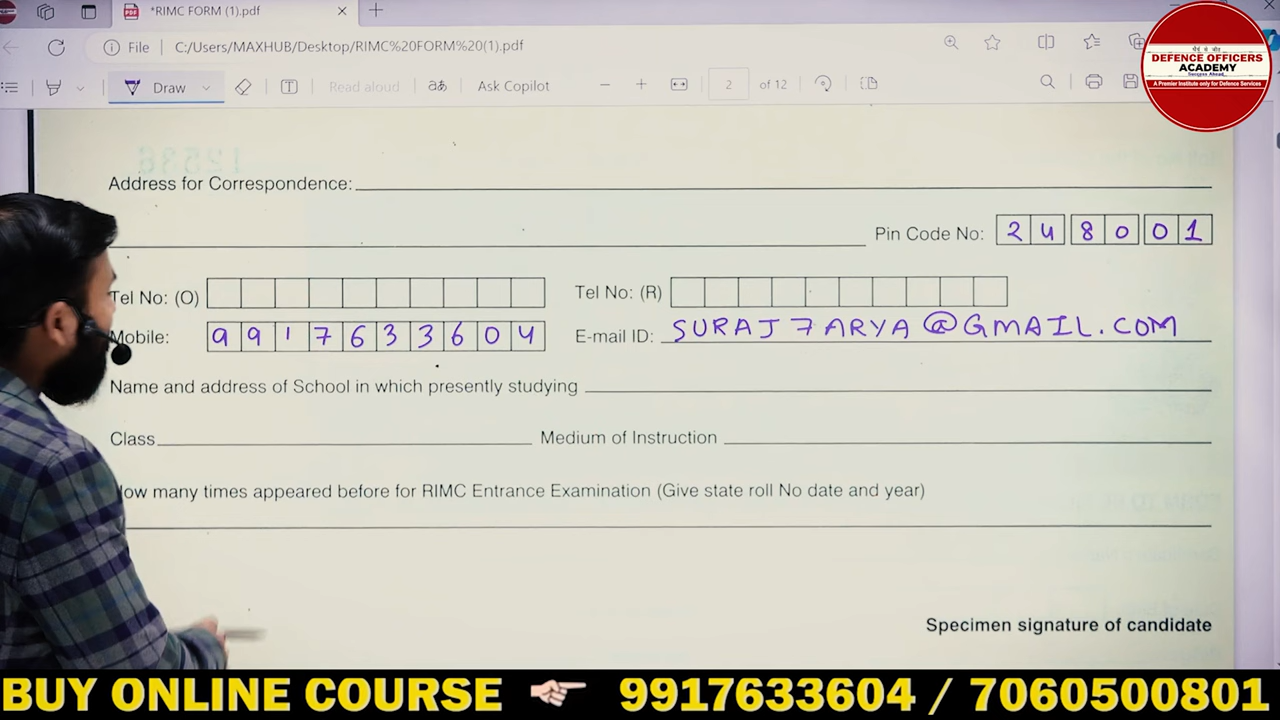 *RIMC FORM (1).pdf
File C:/Users/MAXHUB/Desktop/RIMC%20FORM%20(1).pdf
Draw
Read aloud
aあ
2 of 12
DEFENCE OFFICERS
ACADEMY
Success Ahead...
A Premier Institute only for Defence Services
Address for Correspondence:
Pin Code No: 2 4 8 0 0 1
Tel No: (O) Tel No: (R)
Mobile: 9 9 1 7 6 3 3 6 0 4 E-mail ID: SURAJ7ARYA@GMAIL.COM
Name and address of School in which presently studying
Class Medium of Instruction
ow many times appeared before for RIMC Entrance Examination (Give state roll No date and year)
Specimen signature of candidate
BUY ONLINE COURSE 9917633604 / 7060500801